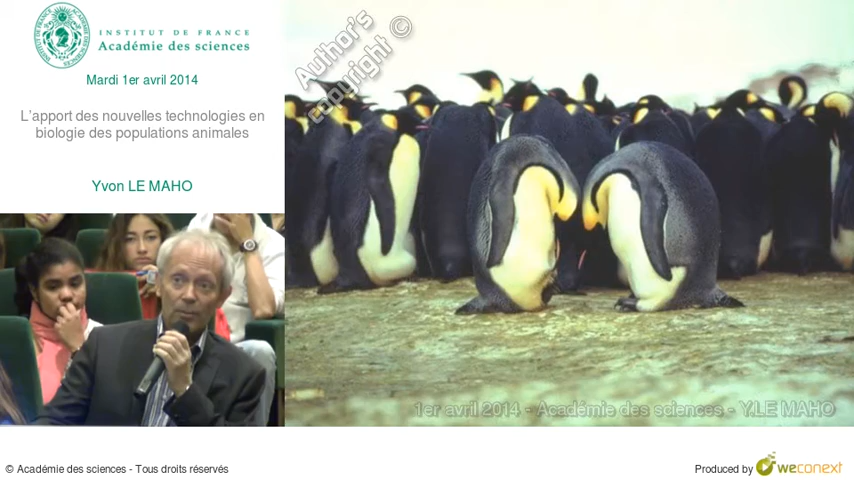 INSTITUT DE FRANCE
Académie des sciences
Mardi 1er avril 2014
L'apport des nouvelles technologies en
biologie des populations animales
Yvon LE MAHO
Author's
copyright ©
1er avril 2014 - Académie des sciences - Y.LE MAHO
© Académie des sciences - Tous droits réservés
Produced by weconext